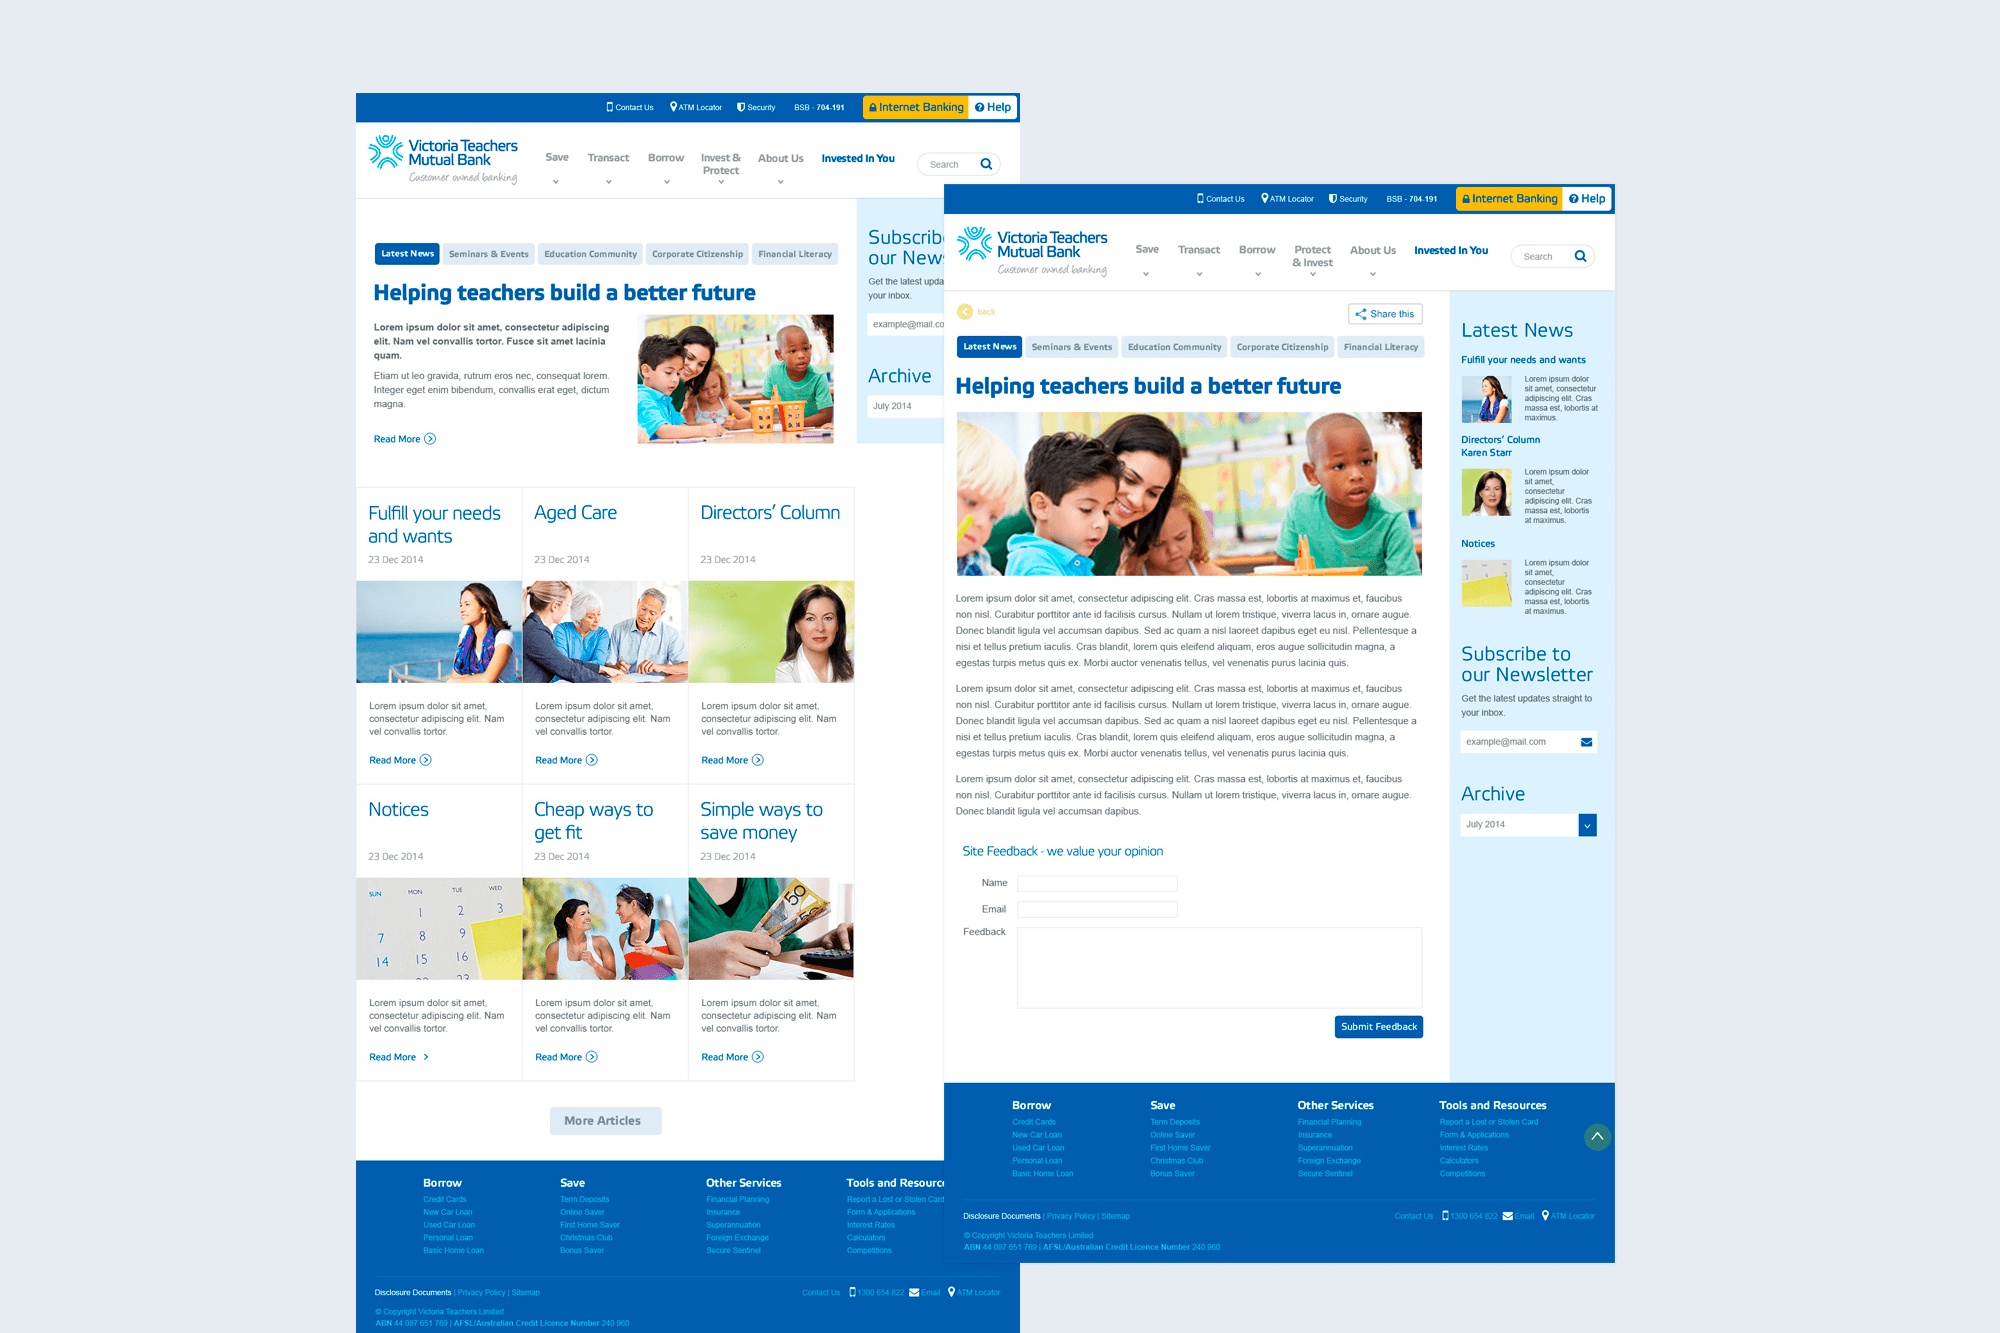 Contact Us ATM Locator Security BSB - 704-191 Internet Banking Help
Victoria Teachers
Mutual Bank
Customer owned banking
Save Transact Borrow Invest & Protect About Us Invested In You Search
Latest News Seminars & Events Education Community Corporate Citizenship Financial Literacy
Helping teachers build a better future
Lorem ipsum dolor sit amet, consectetur adipiscing
elit. Nam vel convallis tortor. Fusce sit amet lacinia
quam.
Etiam ut leo gravida, rutrum eros nec, consequat lorem.
Integer eget enim bibendum, convallis erat eget, dictum
magna.
Read More
Subscrib
our New
Get the latest upda
your inbox.
example@mail.co
Archive
July 2014
Fulfill your needs
and wants
23 Dec 2014
Lorem ipsum dolor sit amet,
consectetur adipiscing elit. Nam
vel convallis tortor.
Read More
Aged Care
23 Dec 2014
Lorem ipsum dolor sit amet,
consectetur adipiscing elit. Nam
vel convallis tortor.
Read More
Directors' Column
23 Dec 2014
Lorem ipsum dolor sit amet,
consectetur adipiscing elit. Nam
vel convallis tortor.
Read More
Notices
23 Dec 2014
SUN MON TUE WED
1 2 3
7 8 9
14 15 16
23
Lorem ipsum dolor sit amet,
consectetur adipiscing elit. Nam
vel convallis tortor.
Read More
Cheap ways to
get fit
23 Dec 2014
Lorem ipsum dolor sit amet,
consectetur adipiscing elit. Nam
vel convallis tortor.
Read More
Simple ways to
save money
23 Dec 2014
50
Lorem ipsum dolor sit amet,
consectetur adipiscing elit. Nam
vel convallis tortor.
Read More
More Articles
Borrow
Credit Cards
New Car Loan
Used Car Loan
Personal Loan
Basic Home Loan
Save
Term Deposits
Online Saver
First Home Saver
Christmas Club
Bonus Saver
Other Services
Financial Planning
Insurance
Superannuation
Foreign Exchange
Secure Sentinel
Tools and Resourc
Report a Lost or Stolen Card
Form & Applications
Interest Rates
Calculators
Competitions
Disclosure Documents | Privacy Policy | Sitemap
Contact Us 1300 654 822 Email ATM Locator
© Copyright Victoria Teachers Limited
ABN 44 087 651 769 | AFSL/Australian Credit Licence Number 240 960
Contact Us ATM Locator Security BSB - 704-191 Internet Banking Help
Victoria Teachers
Mutual Bank
Customer owned banking
Save Transact Borrow Protect & Invest About Us Invested In You Search
back
Share this
Latest News Seminars & Events Education Community Corporate Citizenship Financial Literacy
Helping teachers build a better future
Lorem ipsum dolor sit amet, consectetur adipiscing elit. Cras massa est, lobortis at maximus et, faucibus
non nisl. Curabitur porttitor ante id facilisis cursus. Nullam ut lorem tristique, viverra lacus in, ornare augue.
Donec blandit ligula vel accumsan dapibus. Sed ac quam a nisl laoreet dapibus eget eu nisl. Pellentesque a
nisi et tellus pretium iaculis. Cras blandit, lorem quis eleifend aliquam, eros augue sollicitudin magna, a
egestas turpis metus quis ex. Morbi auctor venenatis tellus, vel venenatis purus lacinia quis.
Lorem ipsum dolor sit amet, consectetur adipiscing elit. Cras massa est, lobortis at maximus et, faucibus
non nisl. Curabitur porttitor ante id facilisis cursus. Nullam ut lorem tristique, viverra lacus in, ornare augue.
Donec blandit ligula vel accumsan dapibus. Sed ac quam a nisl laoreet dapibus eget eu nisl. Pellentesque a
nisi et tellus pretium iaculis. Cras blandit, lorem quis eleifend aliquam, eros augue sollicitudin magna, a
egestas turpis metus quis ex. Morbi auctor venenatis tellus, vel venenatis purus lacinia quis.
Lorem ipsum dolor sit amet, consectetur adipiscing elit. Cras massa est, lobortis at maximus et, faucibus
non nisl. Curabitur porttitor ante id facilisis cursus. Nullam ut lorem tristique, viverra lacus in, ornare augue.
Donec blandit ligula vel accumsan dapibus.
Site Feedback - we value your opinion
Name
Email
Feedback
Submit Feedback
Latest News
Fulfill your needs and wants
Lorem ipsum dolor
sit amet, consectetur
adipiscing elit. Cras
massa est, lobortis at
maximus.
Directors' Column
Karen Starr
Lorem ipsum dolor
sit amet,
consectetur
adipiscing elit. Cras
massa est, lobortis
at maximus.
Notices
Lorem ipsum dolor
sit amet,
consectetur
adipiscing elit. Cras
massa est, lobortis
at maximus.
Subscribe to
our Newsletter
Get the latest updates straight to
your inbox.
example@mail.com
Archive
July 2014
Borrow
Credit Cards
New Car Loan
Used Car Loan
Personal Loan
Basic Home Loan
Save
Term Deposits
Online Saver
First Home Saver
Christmas Club
Bonus Saver
Other Services
Financial Planning
Insurance
Superannuation
Foreign Exchange
Secure Sentinel
Tools and Resources
Report a Lost or Stolen Card
Form & Applications
Interest Rates
Calculators
Competitions
Disclosure Documents | Privacy Policy | Sitemap
Contact Us 1300 654 822 Email ATM Locator
© Copyright Victoria Teachers Limited
ABN 44 087 651 769 | AFSL/Australian Credit Licence Number 240 960